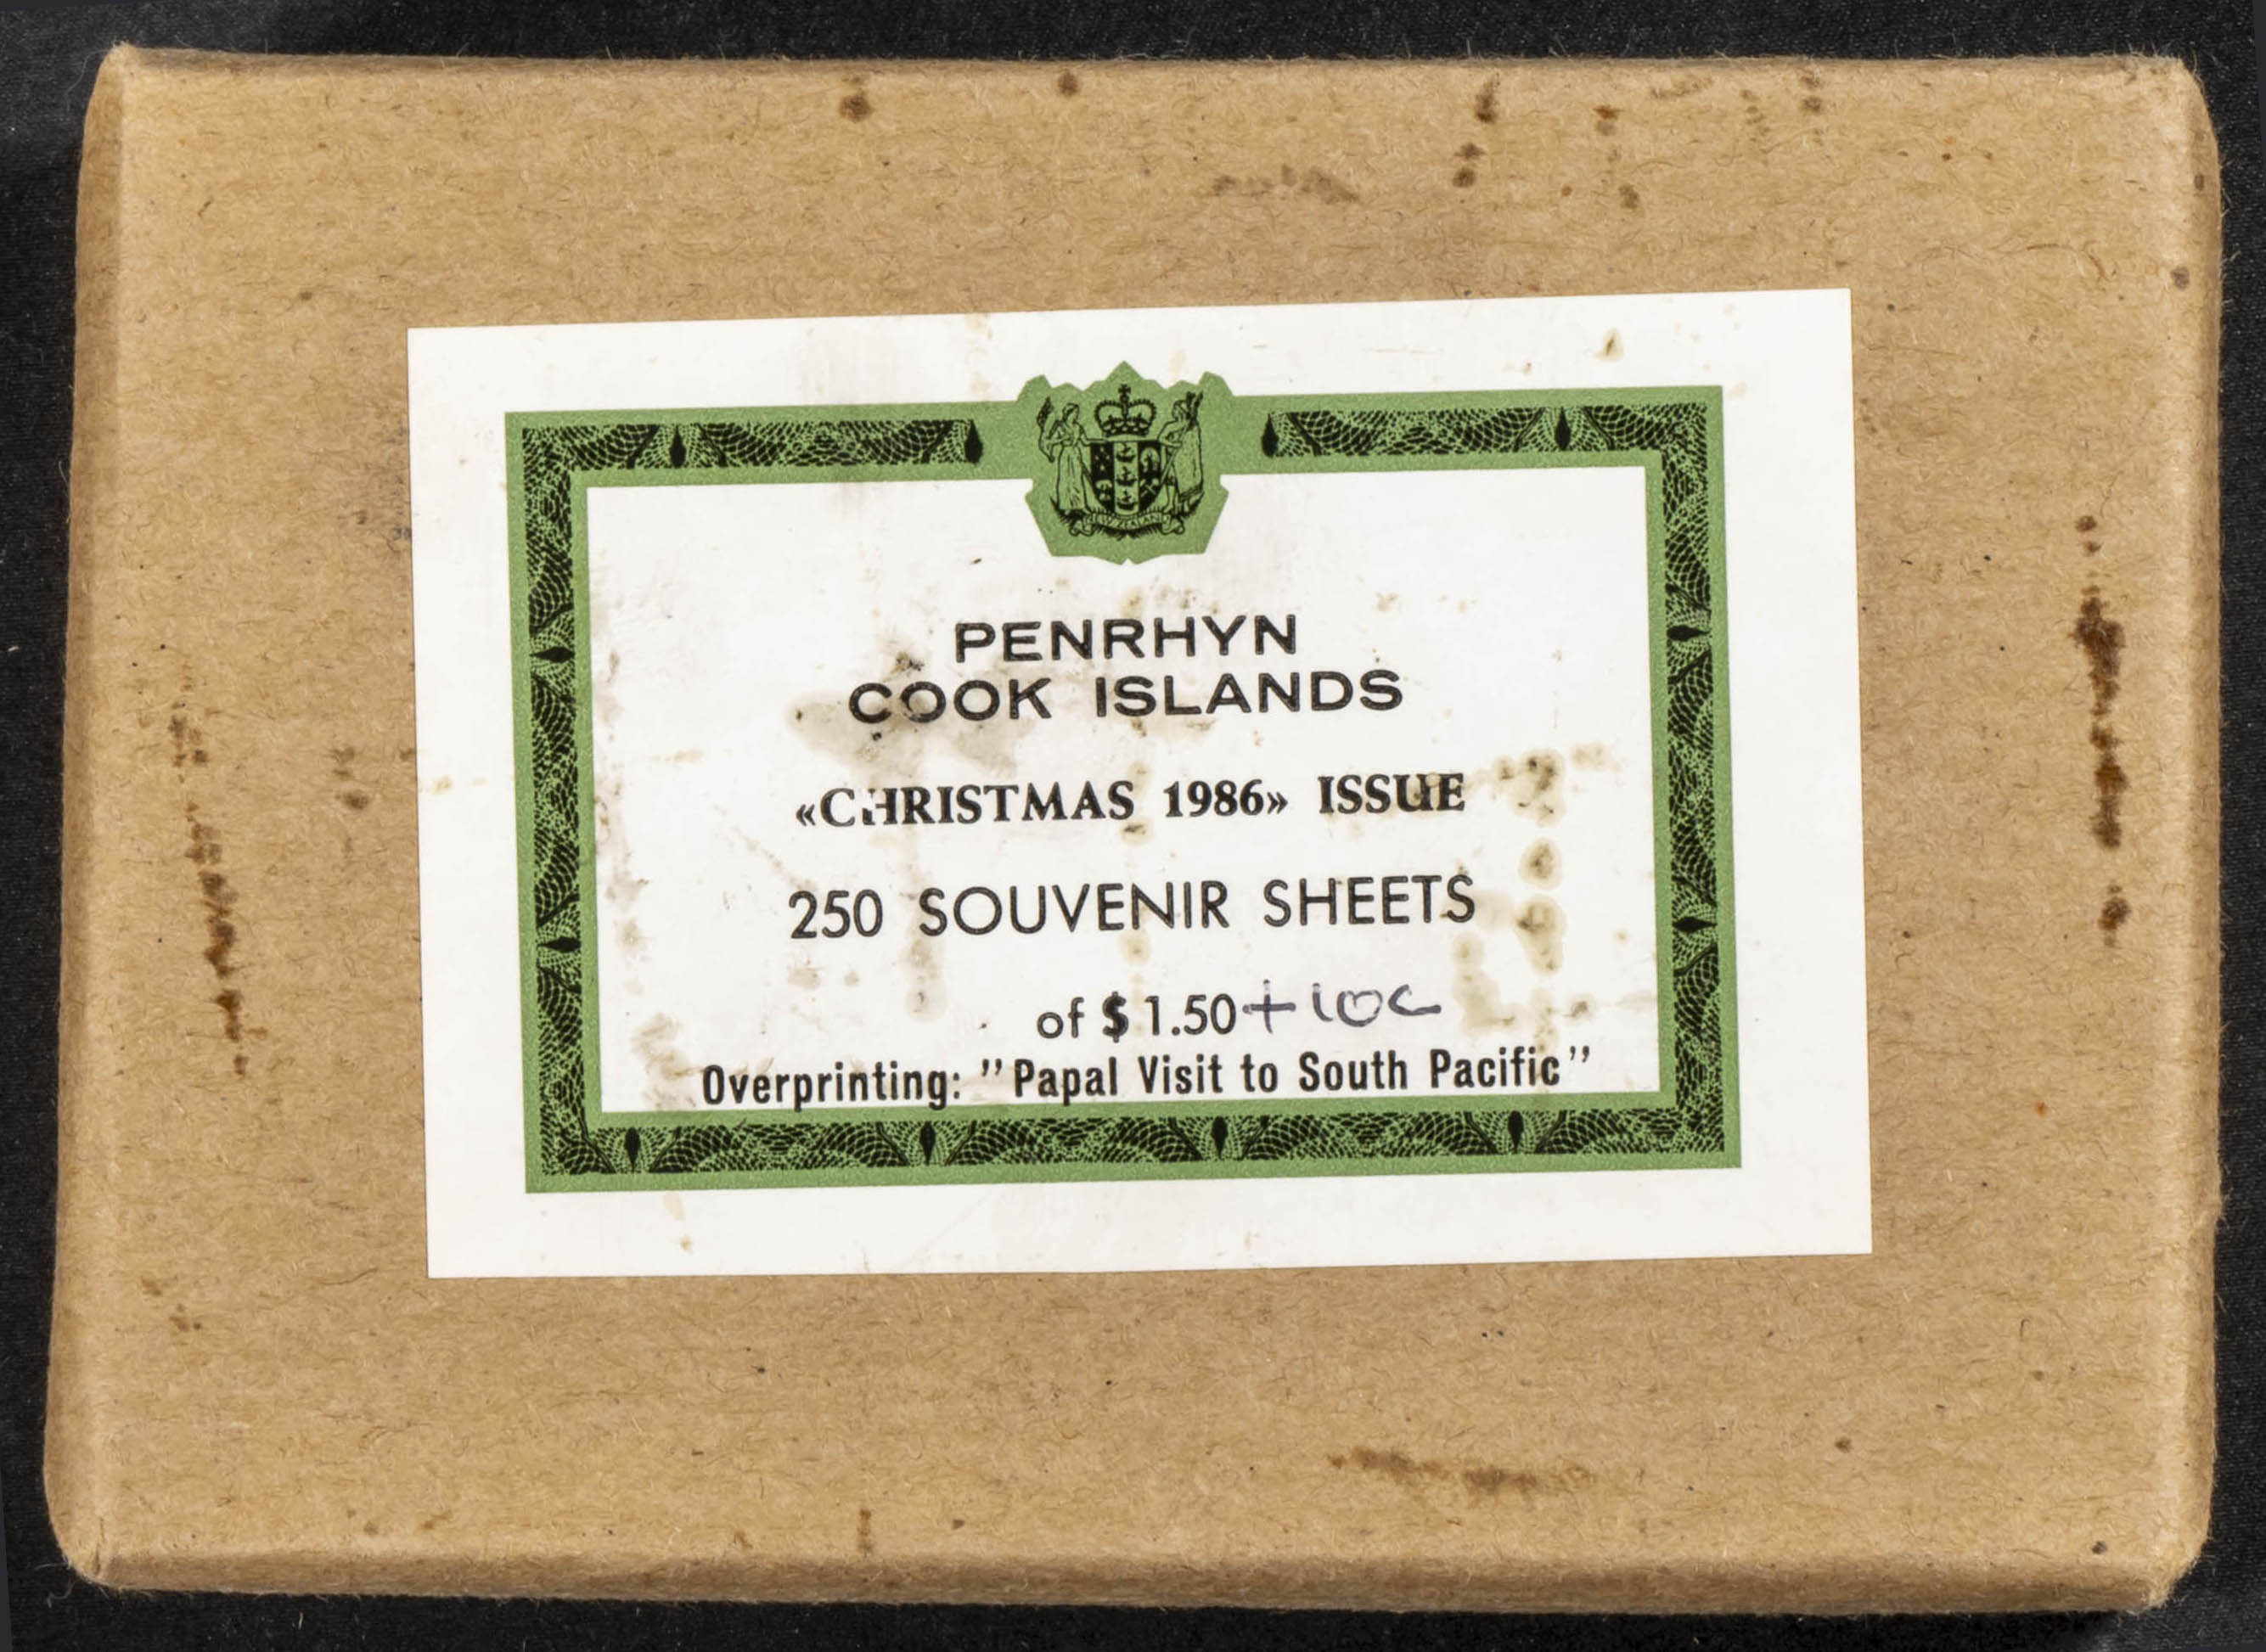 PENRHYN
COOK ISLANDS
«CHRISTMAS 1986» ISSUE
250 SOUVENIR SHEETS
of $1.50 + 10c
Overprinting: "Papal Visit to South Pacific"